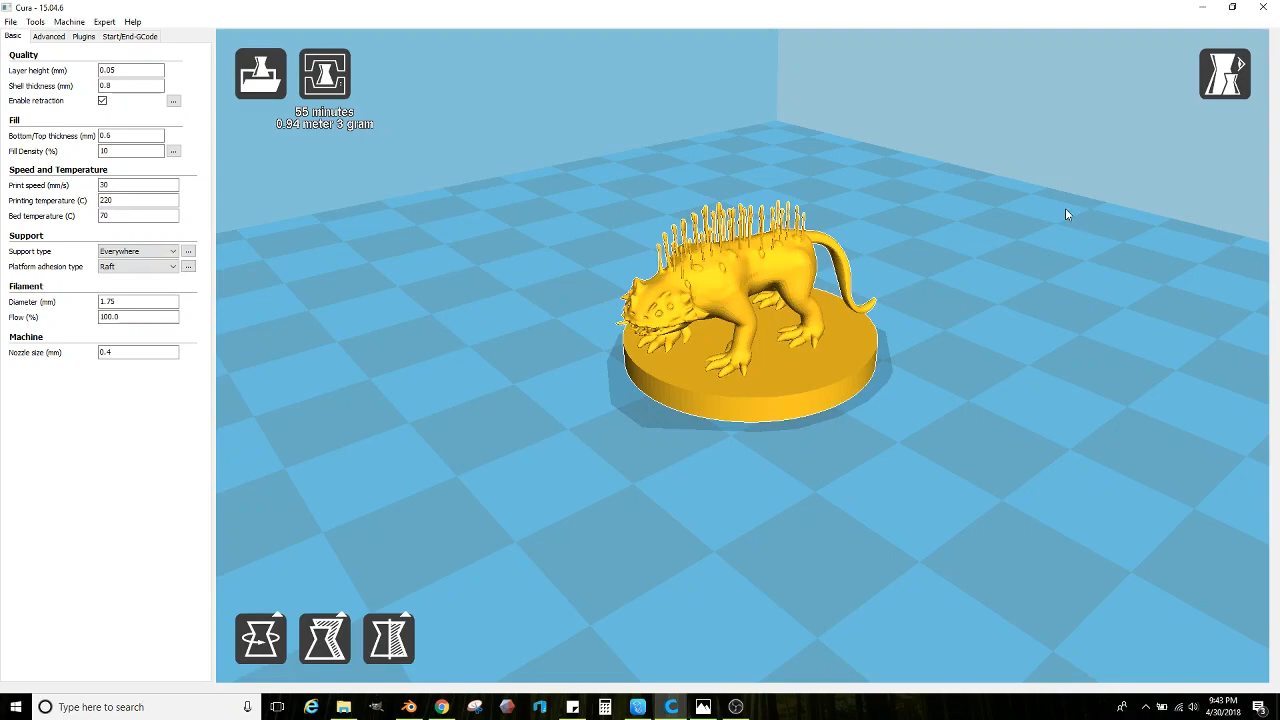 Cura - 15.04.6
File Tools Machine Expert Help
Basic Advanced Plugins Start/End-GCode
Quality
Layer height (mm) 0.05
Shell thickness (mm) 0.8
Enable retraction ...
Fill
Bottom/Top thickness (mm) 0.6
Fill Density (%) 10 ...
Speed and Temperature
Print speed (mm/s) 30
Printing temperature (C) 220
Bed temperature (C) 70
Support
Support type Everywhere ...
Platform adhesion type Raft ...
Filament
Diameter (mm) 1.75
Flow (%) 100.0
Machine
Nozzle size (mm) 0.4
55 minutes
0.94 meter 3 gram
Type here to search
9:43 PM
4/30/2018